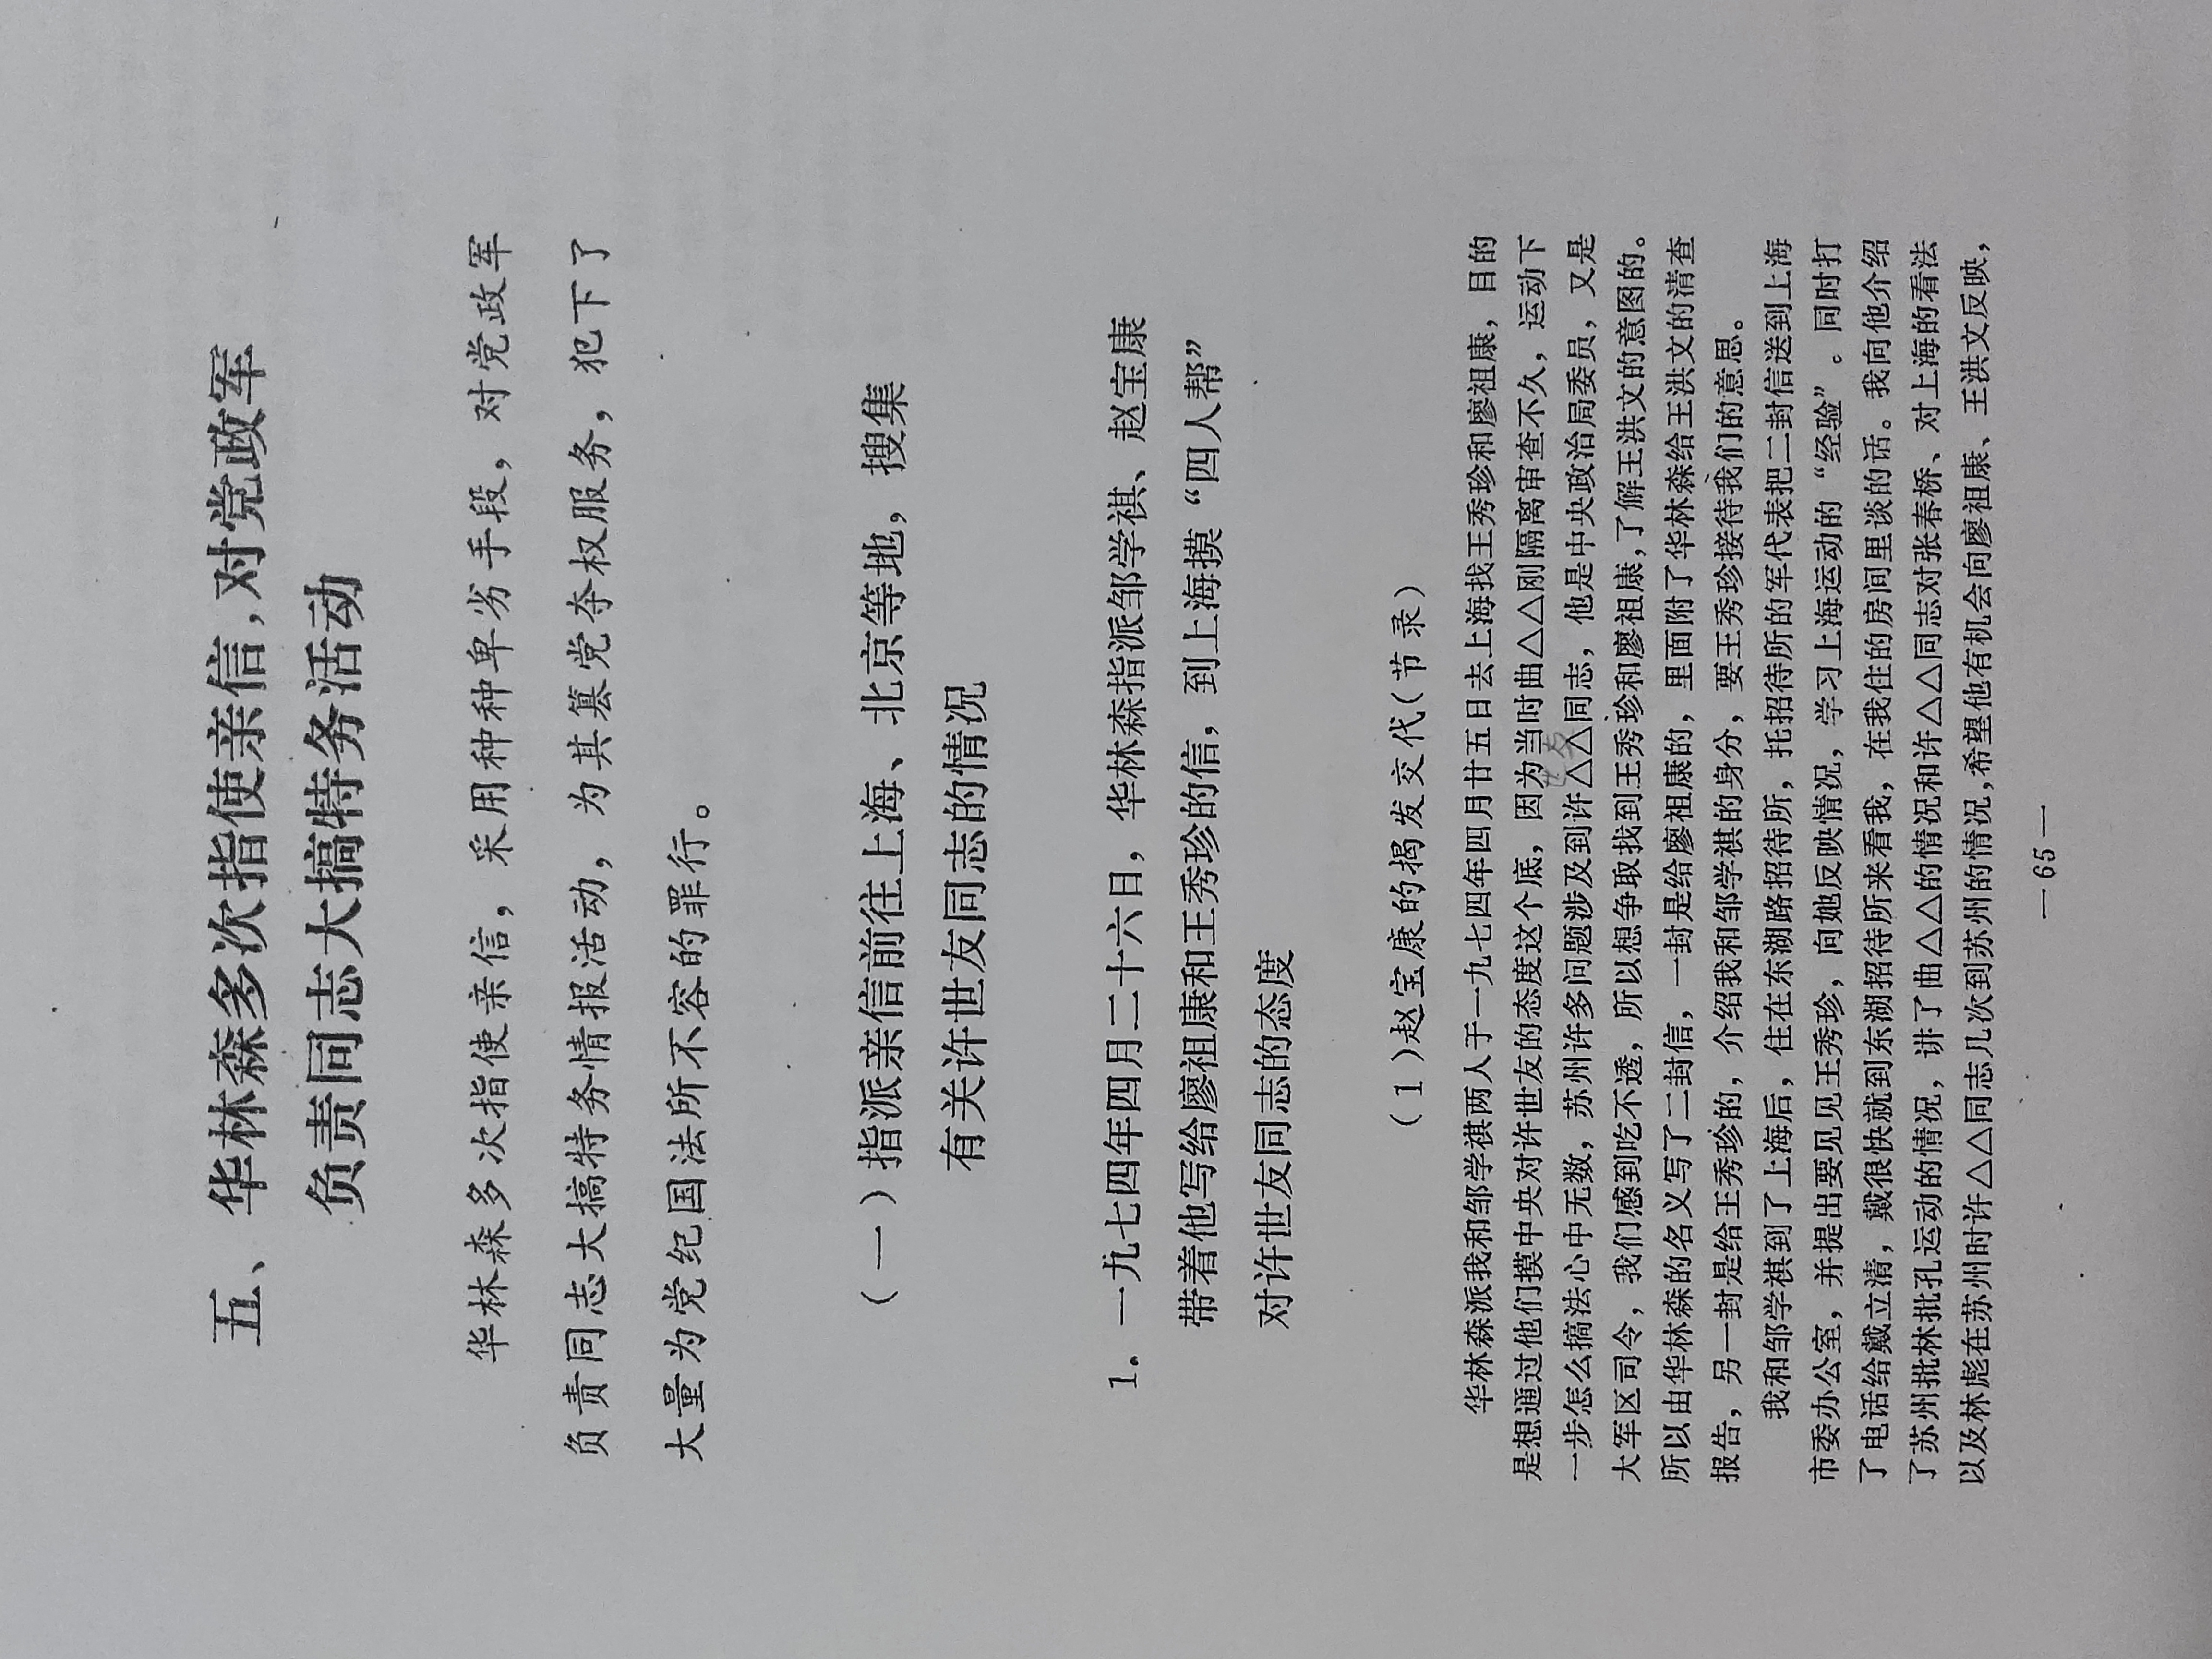 五、华林森多次指使亲信，对党政军
负责同志大搞特务活动
华林森多次指使亲信，采用种种卑劣手段，对党政军
负责同志大搞特务情报活动，为其篡党夺权服务，犯下了
大量为党纪国法所不容的罪行。
（一）指派亲信前往上海、北京等地，搜集
有关许世友同志的情况
1. 一九七四年四月二十六日，华林森指派邹学祺、赵宝康
带着他写给廖祖康和王秀珍的信，到上海摸“四人帮”
对许世友同志的态度
（1）赵宝康的揭发交代（节录）
华林森派我和邹学祺两人于一九七四年四月廿五日去上海找王秀珍和廖祖康，目的
是想通过他们摸中央对许世友的态度这个底，因为当时曲△△刚隔离审查不久，运动下
世友
一步怎么搞法心中无数，苏州许多问题涉及到许△△同志，他是中央政治局委员，又是
大军区司令，我们感到吃不透，所以想争取找到王秀珍和廖祖康，了解王洪文的意图的。
所以由华林森的名义写了二封信，一封是给廖祖康的，里面附了华林森给王洪文的清查
报告，另一封是给王秀珍的，介绍我和邹学祺的身分，要王秀珍接待我们的意思。
我和邹学祺到了上海后，住在东湖路招待所，托招待所的军代表把二封信送到上海
市委办公室，并提出要见见王秀珍，向她反映情况，学习上海运动的“经验”。同时打
了电话给戴立清，戴很快就到东湖招待所来看我，在我住的房间里谈的话。我向他介绍
了苏州批林批孔运动的情况，讲了曲△△的情况和许△△同志对张春桥、对上海的看法
以及林彪在苏州时许△△同志几次到苏州的情况，希望他有机会向廖祖康、王洪文反映，
— 65 —